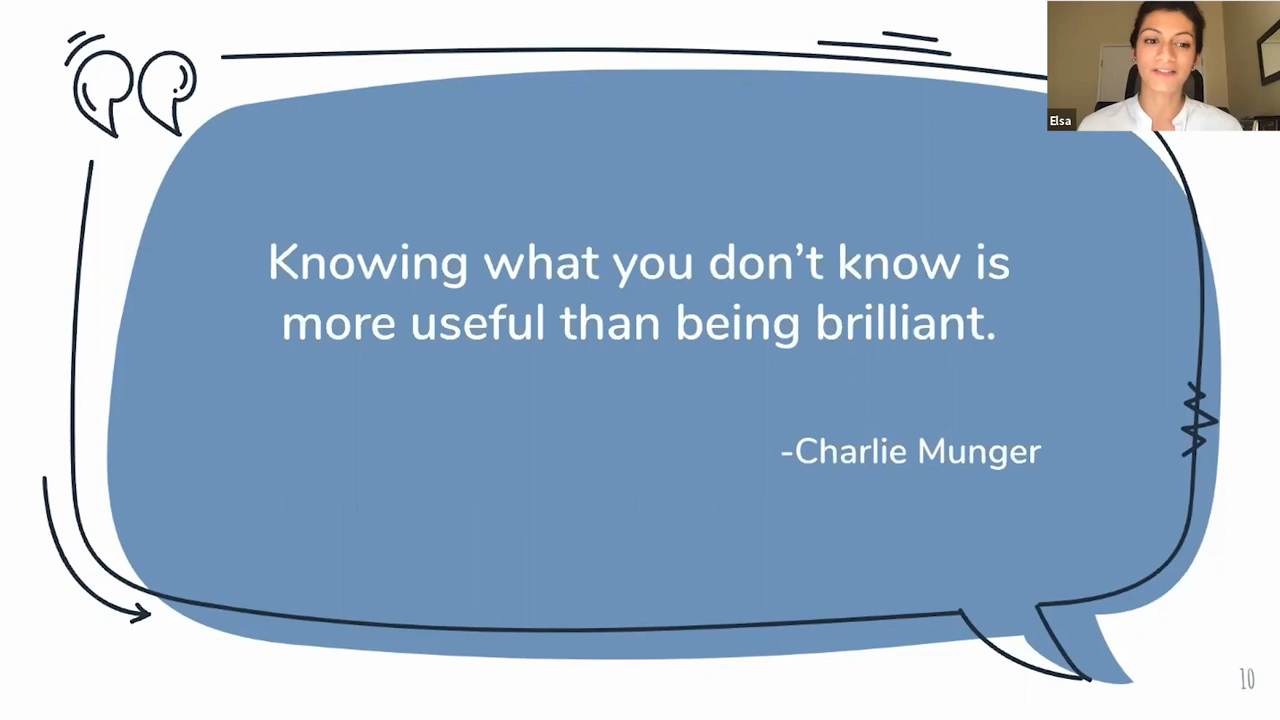 Elsa
Knowing what you don’t know is
more useful than being brilliant.
-Charlie Munger
10